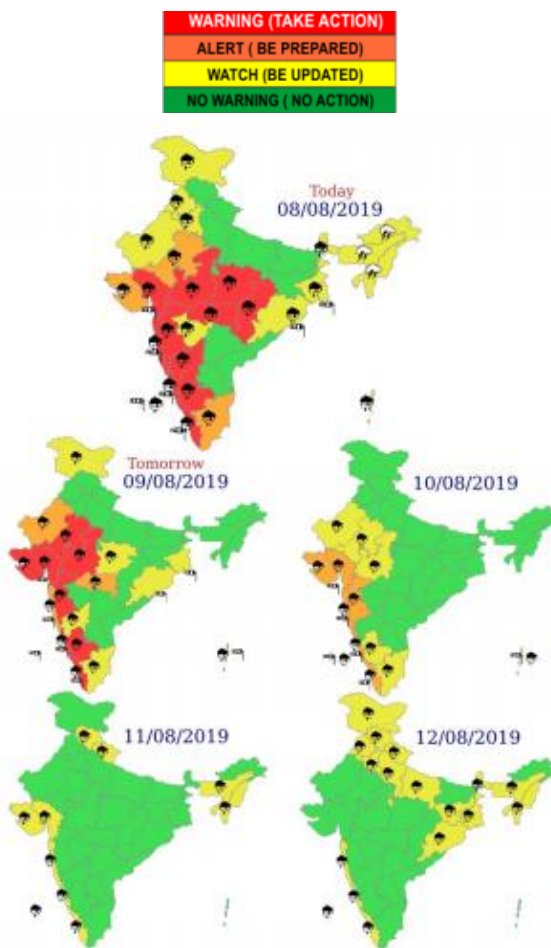 WARNING (TAKE ACTION)
ALERT ( BE PREPARED)
WATCH (BE UPDATED)
NO WARNING ( NO ACTION)
Today
08/08/2019
Tomorrow
09/08/2019
10/08/2019
11/08/2019
12/08/2019